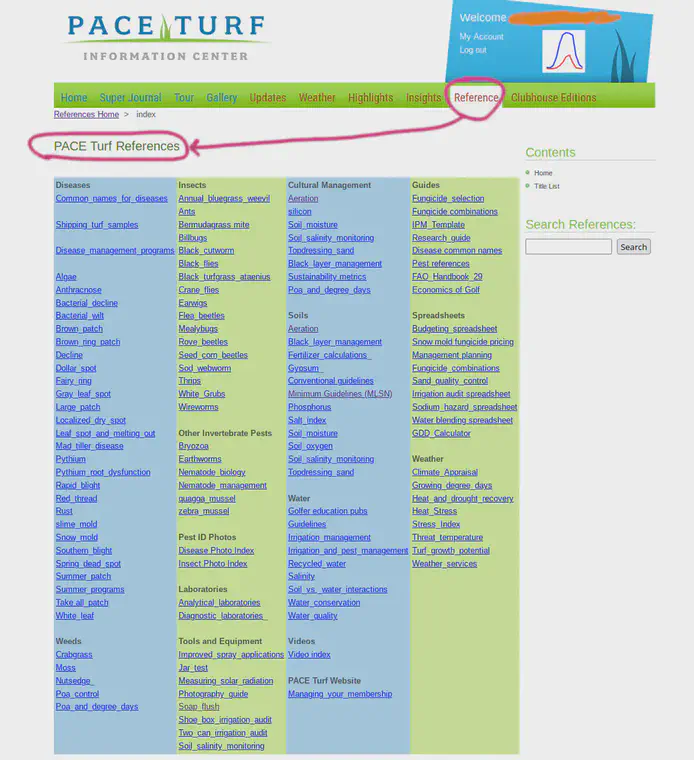 PACE TURF
INFORMATION CENTER
Welcome
My Account
Log out
Home Super Journal Tour Gallery Updates Weather Highlights Insights Reference Clubhouse Editions
References Home > index
PACE Turf References
Diseases
Common_names_for_diseases
Shipping_turf_samples
Disease_management_programs
Algae
Anthracnose
Bacterial_decline
Bacterial_wilt
Brown_patch
Brown_ring_patch
Decline
Dollar_spot
Fairy_ring
Gray_leaf_spot
Large_patch
Localized_dry_spot
Leaf_spot_and_melting_out
Mad_tiller_disease
Pythium
Pythium_root_dysfunction
Rapid_blight
Red_thread
Rust
slime_mold
Snow_mold
Southern_blight
Spring_dead_spot
Summer_patch
Summer_programs
Take all_patch
White_leaf
Weeds
Crabgrass
Moss
Nutsedge_
Poa_control
Poa_and_degree_days
Insects
Annual_bluegrass_weevil
Ants
Bermudagrass mite
Billbugs
Black_cutworm
Black_flies
Black_turfgrass_ataenius
Crane_flies
Earwigs
Flea_beetles
Mealybugs
Rove_beetles
Seed_corn_beetles
Sod_webworm
Thrips
White_Grubs
Wireworms
Other Invertebrate Pests
Bryozoa
Earthworms
Nematode_biology
Nematode_management
quagga_mussel
zebra_mussel
Pest ID Photos
Disease Photo Index
Insect Photo Index
Laboratories
Analytical_laboratories
Diagnostic_laboratories_
Tools and Equipment
Improved_spray_applications
Jar_test
Measuring_solar_radiation
Photography_guide
Soap_flush
Shoe_box_irrigation_audit
Two_can_irrigation_audit
Soil_salinity_monitoring
Cultural Management
Aeration
silicon
Soil_moisture
Soil_salinity_monitoring
Topdressing_sand
Black_layer_management
Sustainability metrics
Poa_and_degree_days
Soils
Aeration
Black_layer_management
Fertilizer_calculations_
Gypsum_
Conventional guidelines
Minimum Guidelines (MLSN)
Phosphorus
Salt_index
Soil_moisture
Soil_oxygen
Soil_salinity_monitoring
Topdressing_sand
Water
Golfer education pubs
Guidelines
Irrigation_management
Irrigation_and_pest_management
Recycled_water
Salinity
Soil_vs._water_interactions
Water_conservation
Water_quality
Videos
Video index
PACE Turf Website
Managing_your_membership
Guides
Fungicide_selection
Fungicide combinations
IPM_Template
Research_guide
Disease common names
Pest references
FAO_Handbook_29
Economics of Golf
Spreadsheets
Budgeting_spreadsheet
Snow mold fungicide pricing
Management planning
Fungicide_combinations
Sand_quality_control
Irrigation audit spreadsheet
Sodium_hazard_spreadsheet
Water blending spreadsheet
GDD_Calculator
Weather
Climate_Appraisal
Growing_degree_days
Heat_and_drought_recovery
Heat_Stress
Stress_Index
Threat_temperature
Turf_growth_potential
Weather_services
Contents
Home
Title List
Search References:
Search